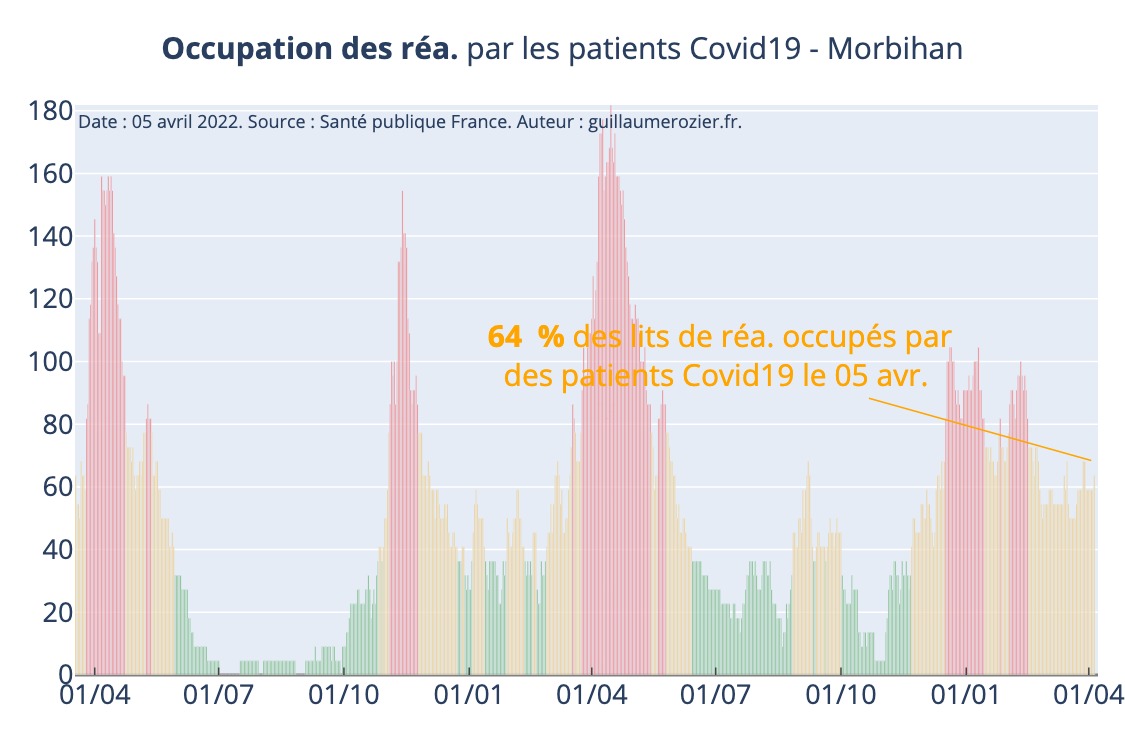 Occupation des réa. par les patients Covid19 - Morbihan
180
Date : 05 avril 2022. Source : Santé publique France. Auteur : guillaumerozier.fr.
160
140
120
64 % des lits de réa. occupés par
100
des patients Covid19 le 05 avr.
80
60
40
20
0
01/04 01/07 01/10 01/01 01/04 01/07 01/10 01/01 01/04